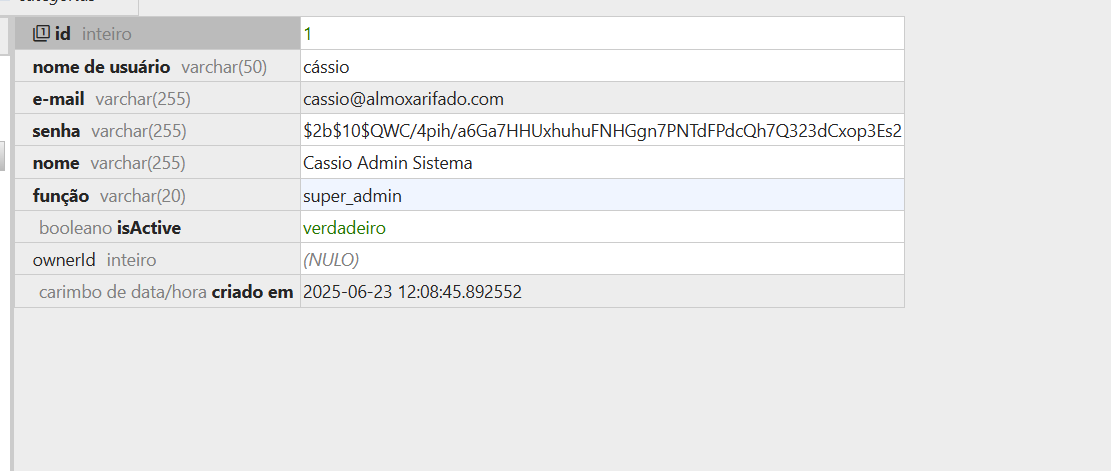 id inteiro 1
nome de usuário varchar(50) cássio
e-mail varchar(255) cassio@almoxarifado.com
senha varchar(255) $2b$10$QWC/4pih/a6Ga7HHUxhuhuFNHGgn7PNTdFPdcQh7Q323dCxop3Es2
nome varchar(255) Cassio Admin Sistema
função varchar(20) super_admin
booleano isActive verdadeiro
ownerId inteiro (NULO)
carimbo de data/hora criado em 2025-06-23 12:08:45.892552